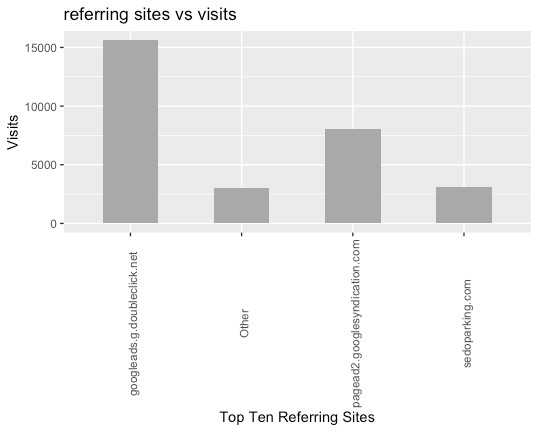 referring sites vs visits
15000
10000
5000
0
Visits
googleads.g.doubleclick.net
Other
pagead2.googlesyndication.com
sedoparking.com
Top Ten Referring Sites